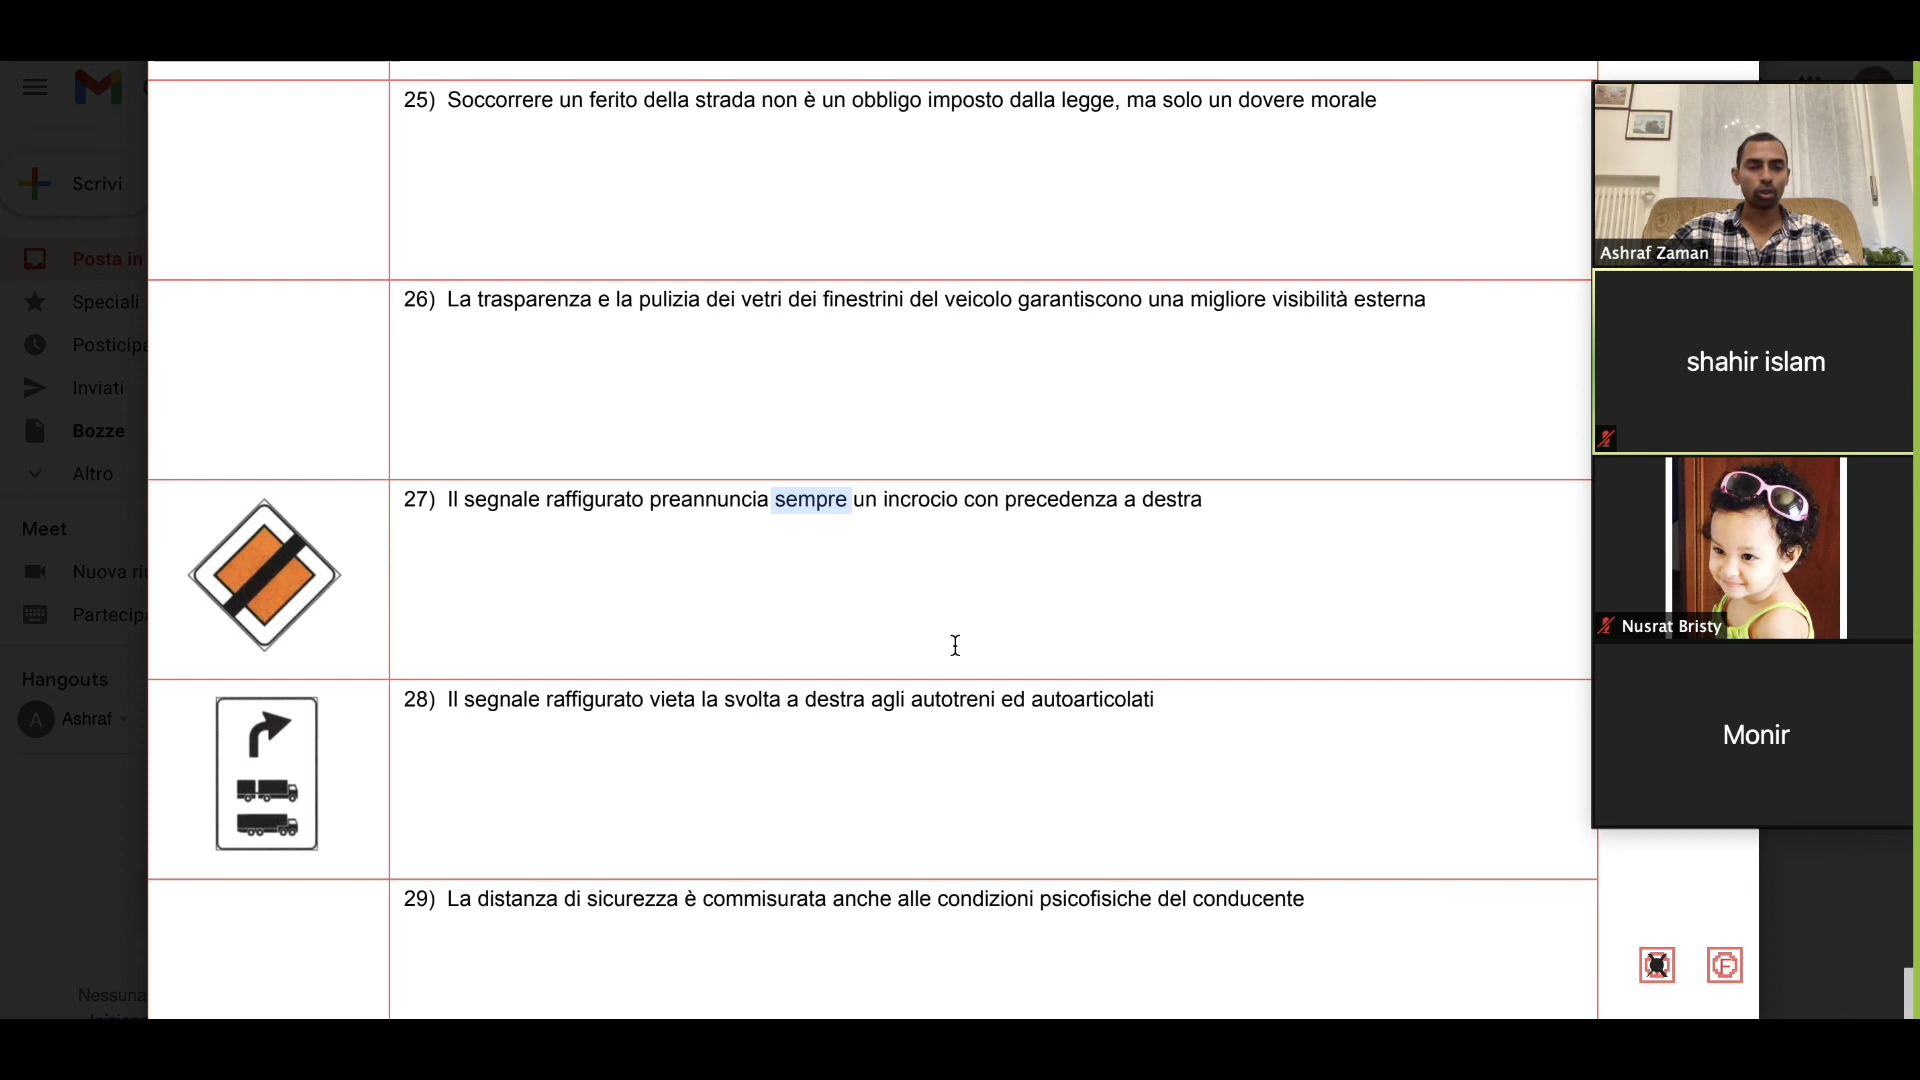 25) Soccorrere un ferito della strada non è un obbligo imposto dalla legge, ma solo un dovere morale
26) La trasparenza e la pulizia dei vetri dei finestrini del veicolo garantiscono una migliore visibilità esterna
27) Il segnale raffigurato preannuncia sempre un incrocio con precedenza a destra
28) Il segnale raffigurato vieta la svolta a destra agli autotreni ed autoarticolati
29) La distanza di sicurezza è commisurata anche alle condizioni psicofisiche del conducente
F
Scrivi
Posta in
Speciali
Inviati
Bozze
Altro
Meet
Nuova
Hangouts
A Ashraf
Nessuna
Ashraf Zaman
shahir islam
Nusrat Bristy
Monir